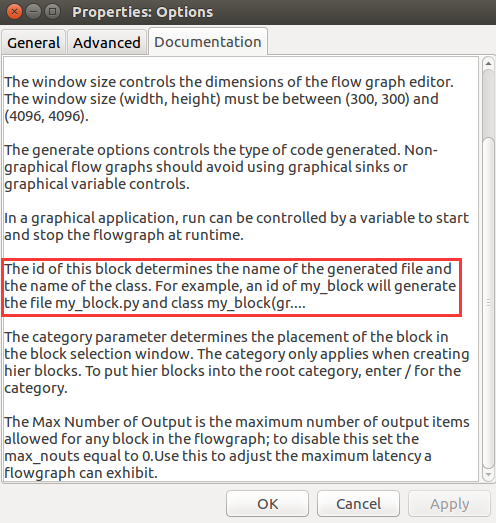 Properties: Options
General Advanced Documentation
The window size controls the dimensions of the flow graph editor.
The window size (width, height) must be between (300, 300) and
(4096, 4096).
The generate options controls the type of code generated. Non-
graphical flow graphs should avoid using graphical sinks or
graphical variable controls.
In a graphical application, run can be controlled by a variable to start
and stop the flowgraph at runtime.
The id of this block determines the name of the generated file and
the name of the class. For example, an id of my_block will generate
the file my_block.py and class my_block(gr....
The category parameter determines the placement of the block in
the block selection window. The category only applies when creating
hier blocks. To put hier blocks into the root category, enter / for the
category.
The Max Number of Output is the maximum number of output items
allowed for any block in the flowgraph; to disable this set the
max_nouts equal to 0.Use this to adjust the maximum latency a
flowgraph can exhibit.
OK Cancel Apply